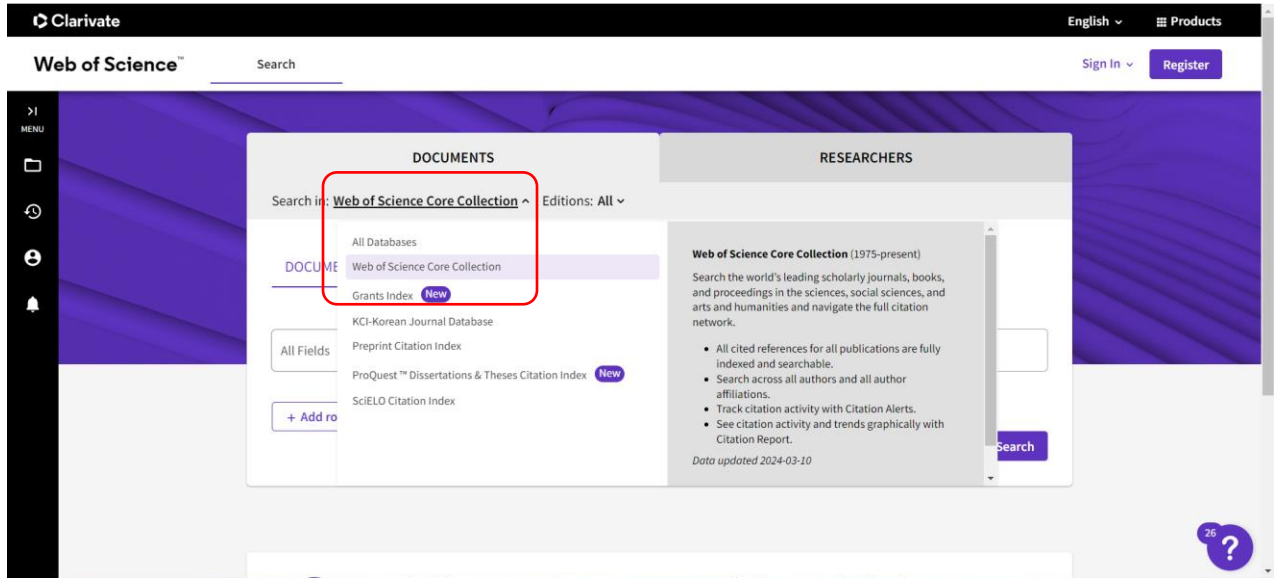 Clarivate
English
Products
Web of Science™
Search
Sign In
Register
MENU
DOCUMENTS
RESEARCHERS
Search in: Web of Science Core Collection
Editions: All
All Databases
DOCUME
Web of Science Core Collection
Grants Index New
KCI-Korean Journal Database
All Fields
Preprint Citation Index
ProQuest™ Dissertations & Theses Citation Index New
SciELO Citation Index
+ Add ro
Web of Science Core Collection (1975-present)
Search the world's leading scholarly journals, books,
and proceedings in the sciences, social sciences, and
arts and humanities and navigate the full citation
network.
• All cited references for all publications are fully
indexed and searchable.
• Search across all authors and all author
affiliations.
• Track citation activity with Citation Alerts.
• See citation activity and trends graphically with
Citation Report.
Data updated 2024-03-10
Search
26
?